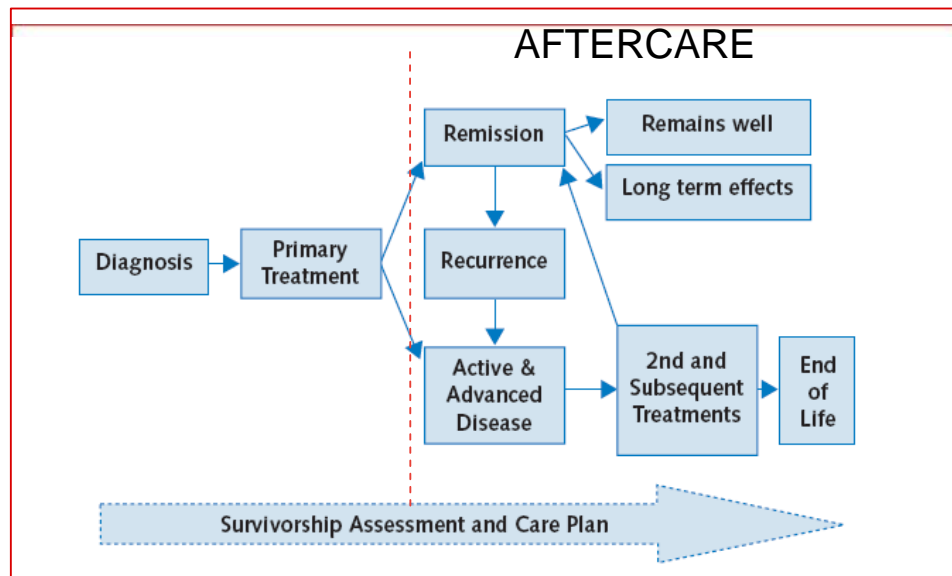 AFTERCARE
Remission
Remains well
Long term effects
Diagnosis
Primary
Treatment
Recurrence
Active &
Advanced
Disease
2nd and
Subsequent
Treatments
End
of
Life
Survivorship Assessment and Care Plan